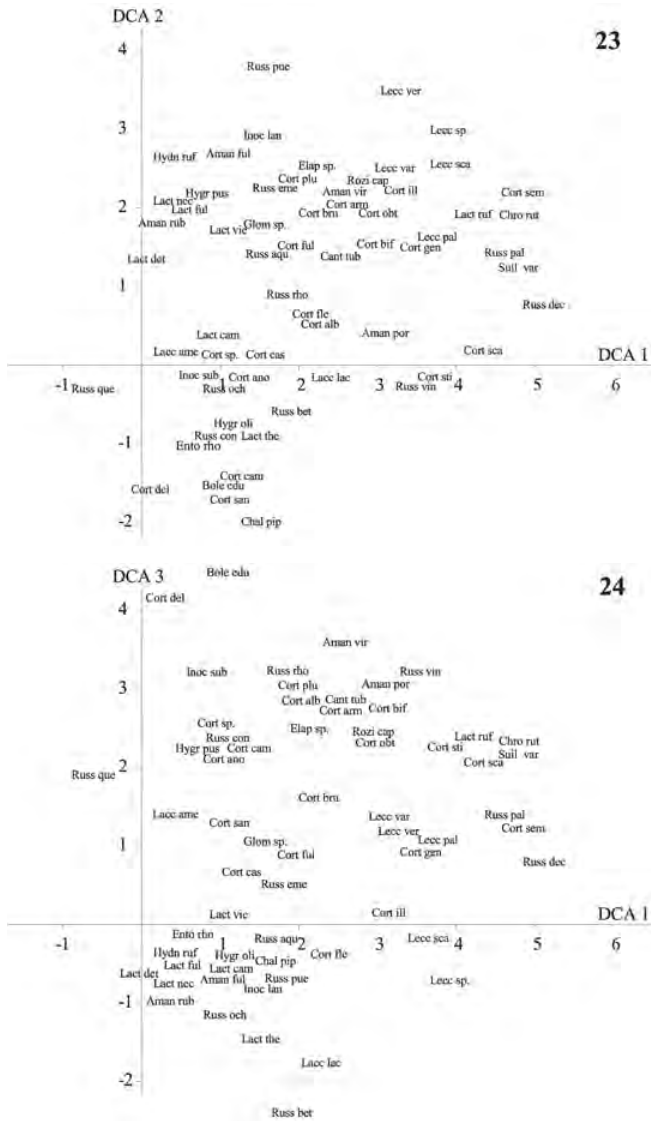 DCA 2
23
4
Russ pue
Lecc ver
3
Inoc lan
Lecc sp.
Hydn ruf
Aman ful
Elap sp.
Lecc var
Lecc sca
Cort plu
Rozi cap
Hygr pus
Russ eme
Aman vir
Cort ill
Cort sem
Lact nec
Cort arm
2
Lact ful
Cort bru
Cort obt
Lact ruf
Chro rut
Aman rub
Lact vie
Glom sp.
Lecc pal
Cort ful
Cort bif
Cort gen
Lact det
Russ aqu
Cant tub
Russ pal
Suil var
1
Russ rho
Russ dec
Cort fle
Cort alb
Lact cam
Aman por
Lacc ame
Cort sp.
Cort cas
Cort sca
DCA 1
-1
Russ que
Inoc sub
Cort ano
Lacc lac
Cort sti
Russ och
Russ vin
1
2
3
4
5
6
Russ bet
Hygr oli
-1
Russ con
Lact the
Ento rho
Cort cam
Cort del
Bole edu
Cort san
-2
Chal pip
DCA 3
Bole edu
24
4
Cort del
Aman vir
Inoc sub
Russ rho
Russ vin
3
Cort plu
Aman por
Cort alb
Cant tub
Cort arm
Cort bif
Cort sp.
Elap sp.
Rozi cap
Russ con
Cort obt
Lact ruf
Chro rut
Hygr pus
Cort cam
Cort sti
Suil var
Cort ano
Cort sca
Russ que
2
Cort bru
Lacc ame
Cort san
Lecc var
Russ pal
Lecc ver
Cort sem
1
Glom sp.
Lecc pal
Cort ful
Cort gen
Russ dec
Cort cas
Russ eme
Lact vie
Cort ill
DCA 1
-1
Ento rho
Russ aqu
Lecc sca
1
2
3
4
5
6
Hydn ruf
Hygr oli
Cort fle
Lact ful
Chal pip
Lact det
Lact cam
Lact nec
Aman ful
Russ pue
Lecc sp.
Inoc lan
-1
Aman rub
Russ och
Lact the
Lacc lac
-2
Russ bet